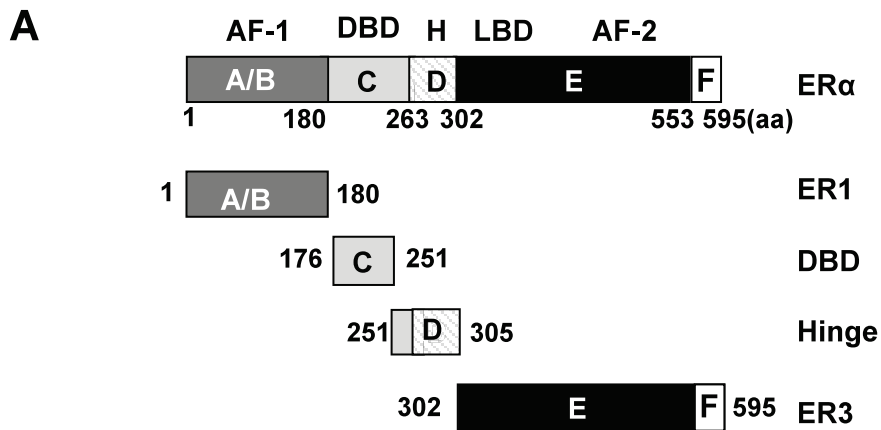 A
AF-1 DBD H LBD AF-2
A/B C D E F ERα
1 180 263 302 553 595(aa)
1 A/B 180 ER1
176 C 251 DBD
251 D 305 Hinge
302 E F 595 ER3